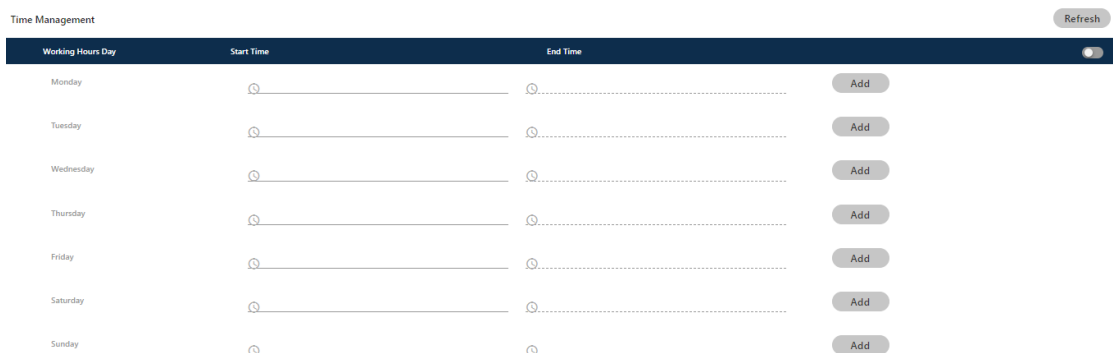 Time Management Refresh
Working Hours Day Start Time End Time
Monday Add
Tuesday Add
Wednesday Add
Thursday Add
Friday Add
Saturday Add
Sunday Add